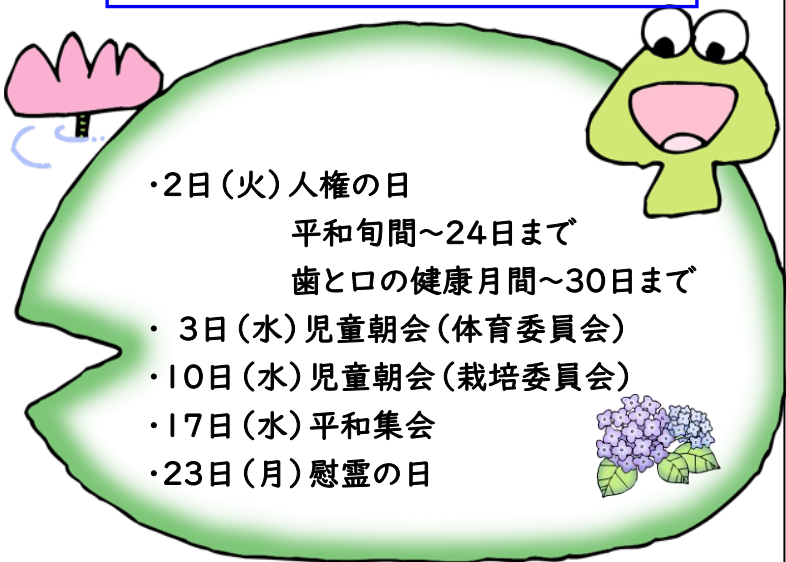 ・2日（火）人権の日
平和旬間～24日まで
歯と口の健康月間～30日まで
・ 3日（水）児童朝会（体育委員会）
・10日（水）児童朝会（栽培委員会）
・17日（水）平和集会
・23日（月）慰霊の日